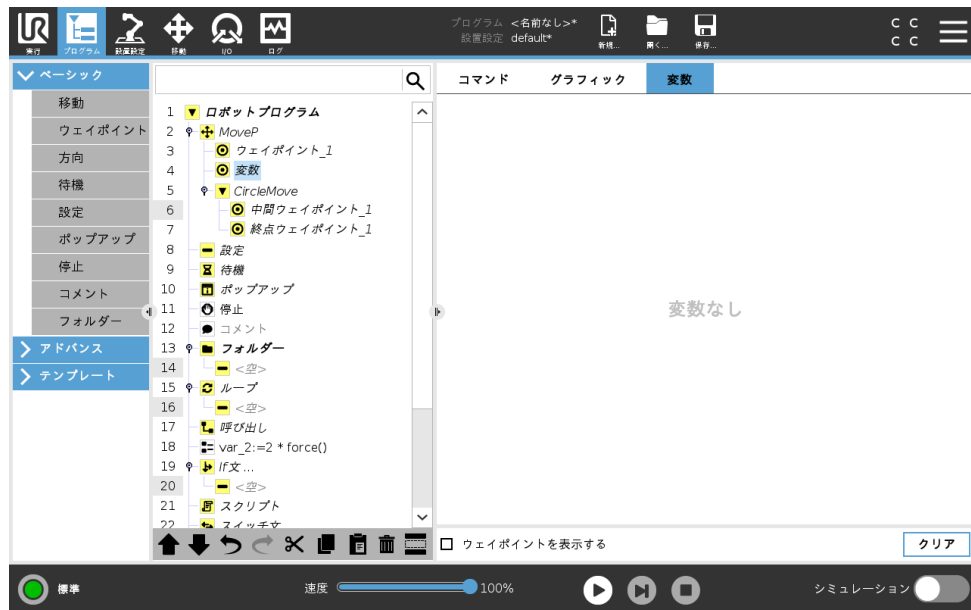 UR
実行
プログラム
設置設定
移動
I/O
ログ
プログラム <名前なし>*
設置設定 default*
新規...
開く...
保存...
C C
C C
ベーシック
移動
ウェイポイント
方向
待機
設定
ポップアップ
停止
コメント
フォルダー
アドバンス
テンプレート
1 ロボットプログラム
2 MoveP
3 ウェイポイント_1
4 変数
5 CircleMove
6 中間ウェイポイント_1
7 終点ウェイポイント_1
8 設定
9 待機
10 ポップアップ
11 停止
12 コメント
13 フォルダー
14 <空>
15 ループ
16 <空>
17 呼び出し
18 var_2:=2 * force()
19 If文 ...
20 <空>
21 スクリプト
22 スイッチ文
コマンド
グラフィック
変数
変数なし
ウェイポイントを表示する
クリア
標準
速度
100%
シミュレーション